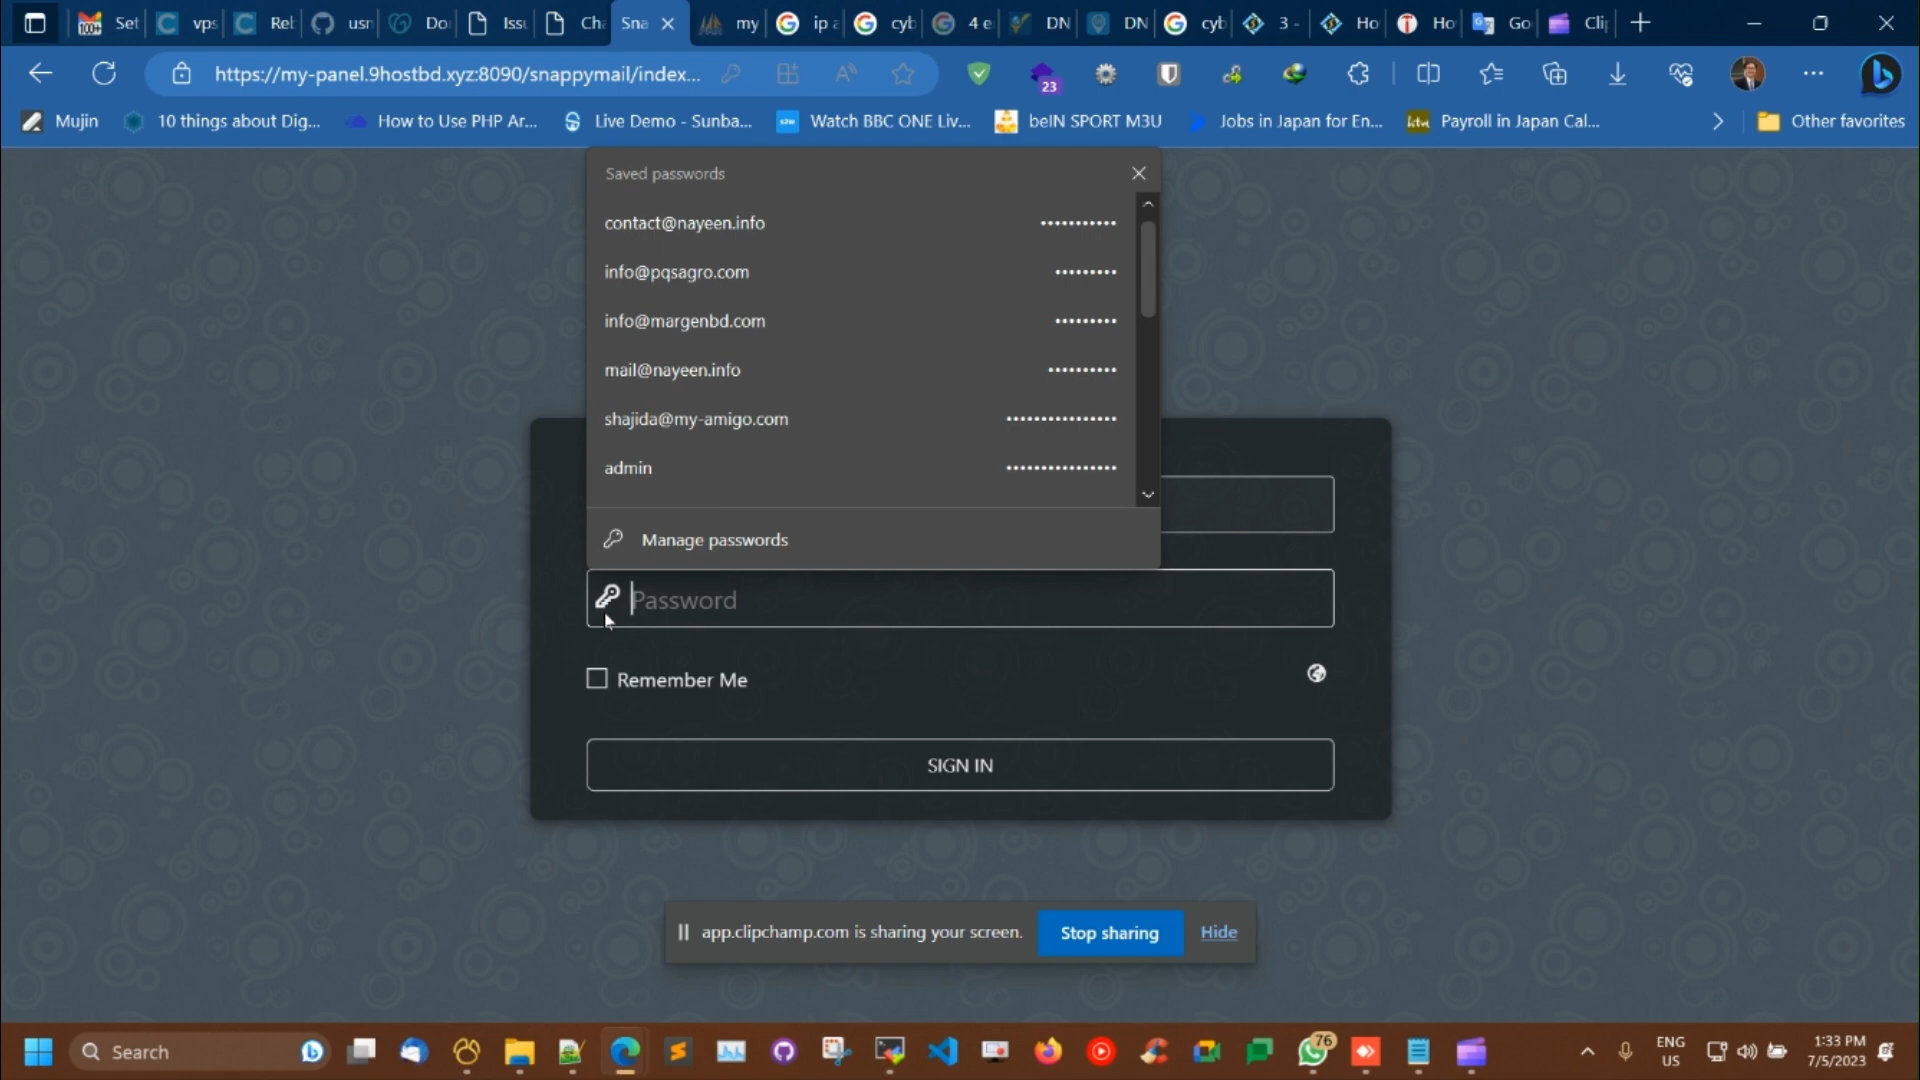 Set
vps
Rel
usn
Do
Issu
Cha
Sna
my
ip a
cyb
4 e
DN
DN
cyb
3 -
Ho
Ho
Go
Clip
https://my-panel.9hostbd.xyz:8090/snappymail/index...
23
Mujin
10 things about Dig...
How to Use PHP Ar...
Live Demo - Sunba...
Watch BBC ONE Liv...
beIN SPORT M3U
Jobs in Japan for En...
Payroll in Japan Cal...
Other favorites
Saved passwords
contact@nayeen.info •••••••••••
info@pqsagro.com •••••••••
info@margenbd.com •••••••••
mail@nayeen.info ••••••••••
shajida@my-amigo.com ••••••••••••••••
admin ••••••••••••••••
Manage passwords
Password
Remember Me
SIGN IN
app.clipchamp.com is sharing your screen.
Stop sharing
Hide
Search
76
ENG
US
1:33 PM
7/5/2023